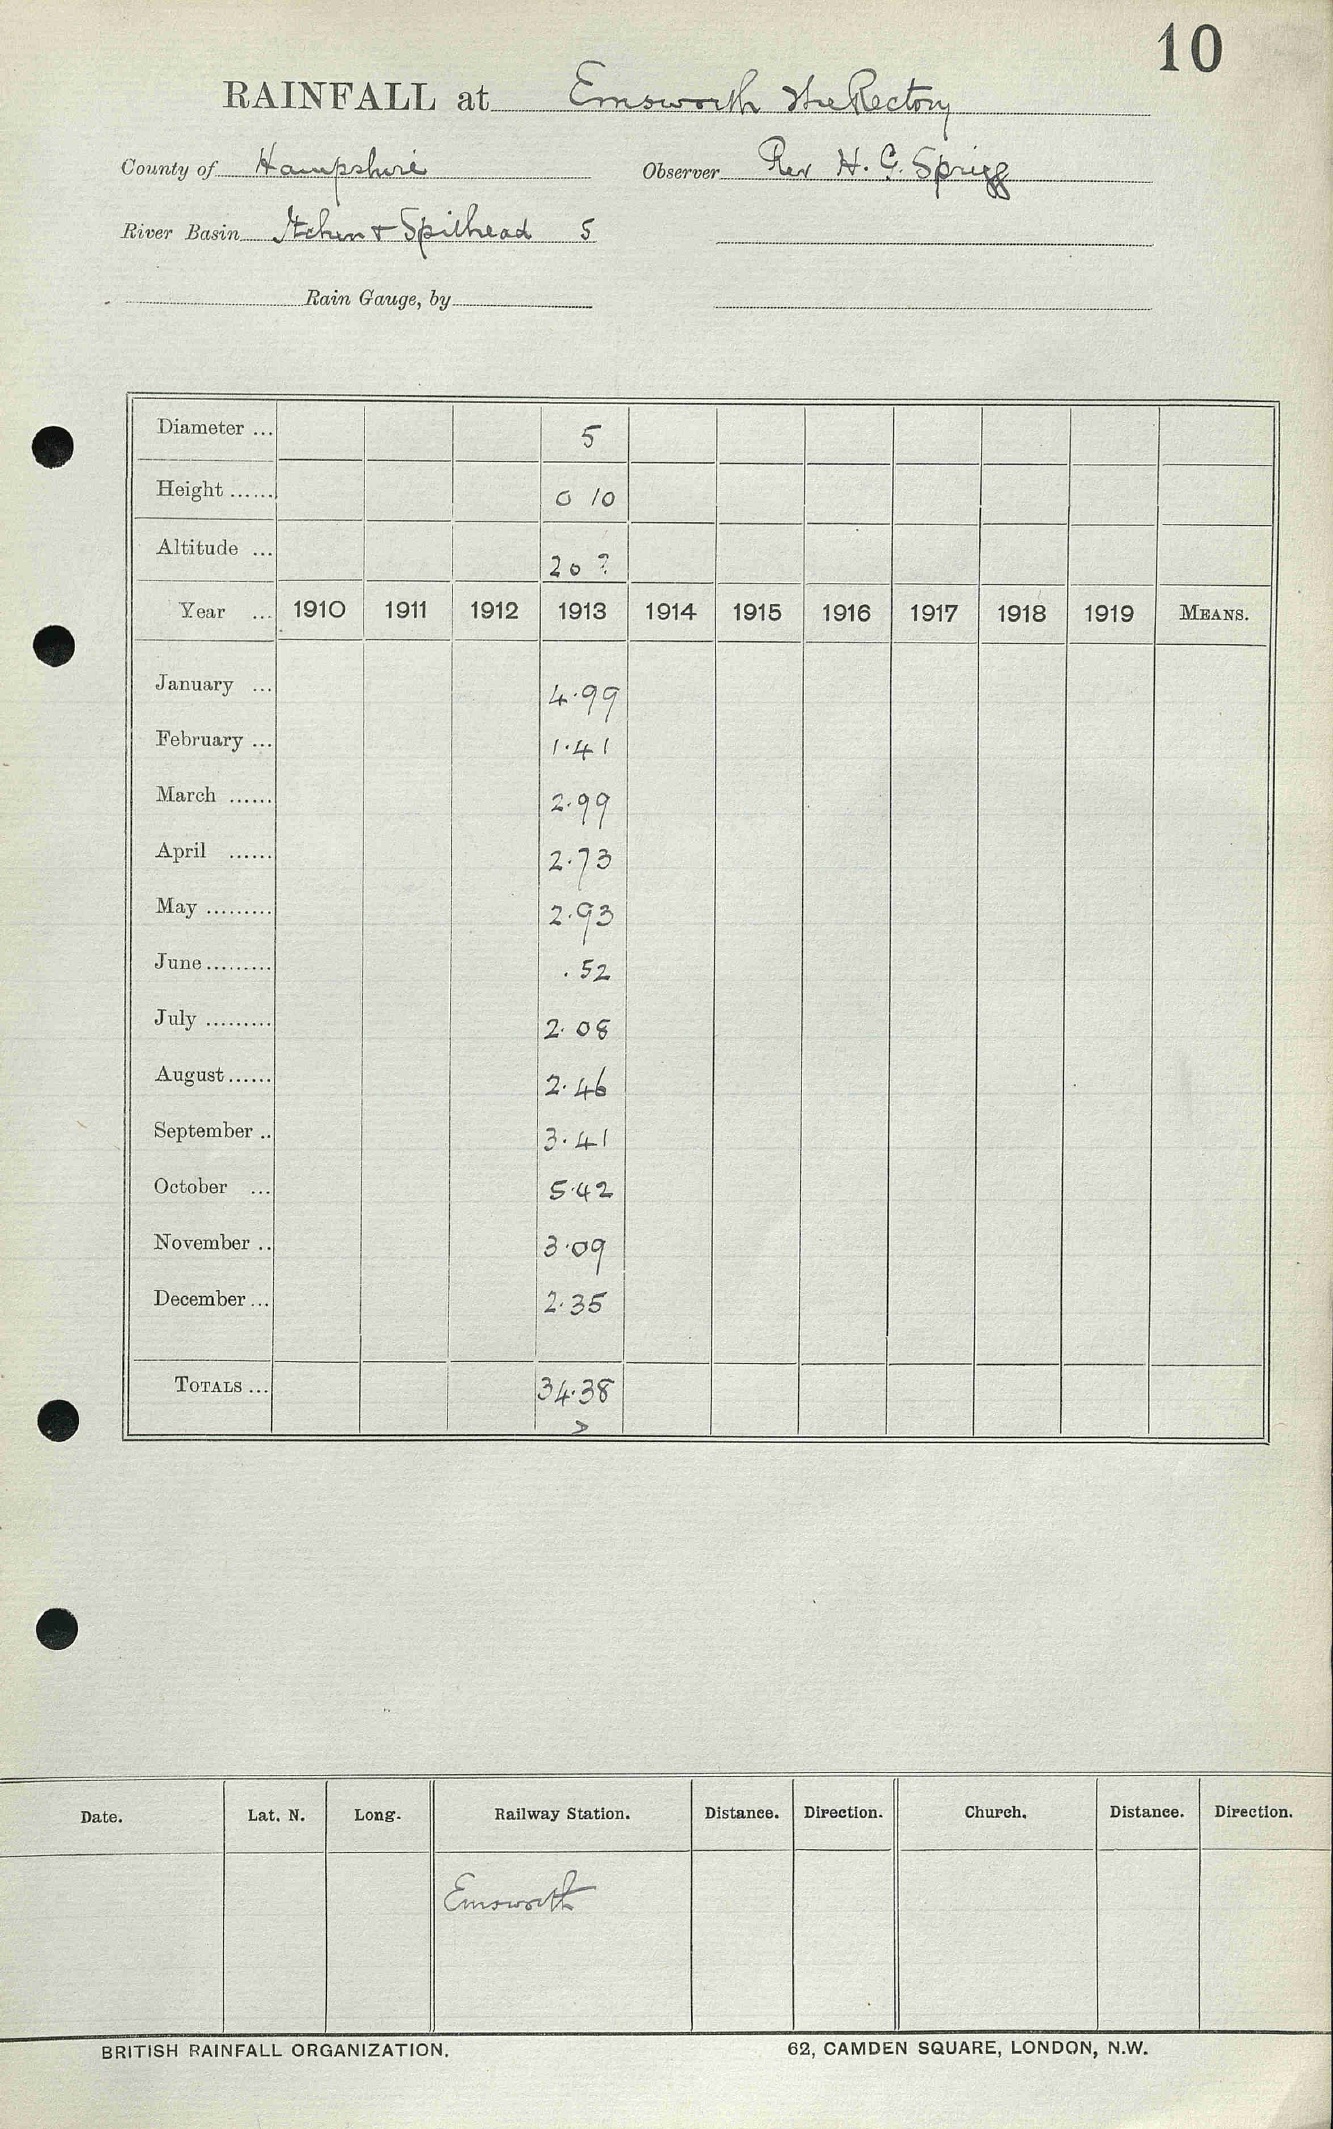 10
RAINFALL at Emsworth The Rectory
County of Hampshire Observer Rev H. G. Sprigg
River Basin Itchen + Spithead 5
Rain Gauge, by
Diameter ... 5
Height ...... 0 10
Altitude ... 20 ?
Year ... 1910 1911 1912 1913 1914 1915 1916 1917 1918 1919 MEANS.
January ... 4.99
February ... 1.41
March ...... 2.99
April ...... 2.73
May ......... 2.93
June ......... .52
July ......... 2.08
August ...... 2.46
September .. 3.41
October ... 5.42
November .. 3.09
December ... 2.35
TOTALS ... 34.38
>
Date. Lat. N. Long. Railway Station. Distance. Direction. Church. Distance. Direction.
Emsworth
BRITISH RAINFALL ORGANIZATION. 62, CAMDEN SQUARE, LONDON, N.W.